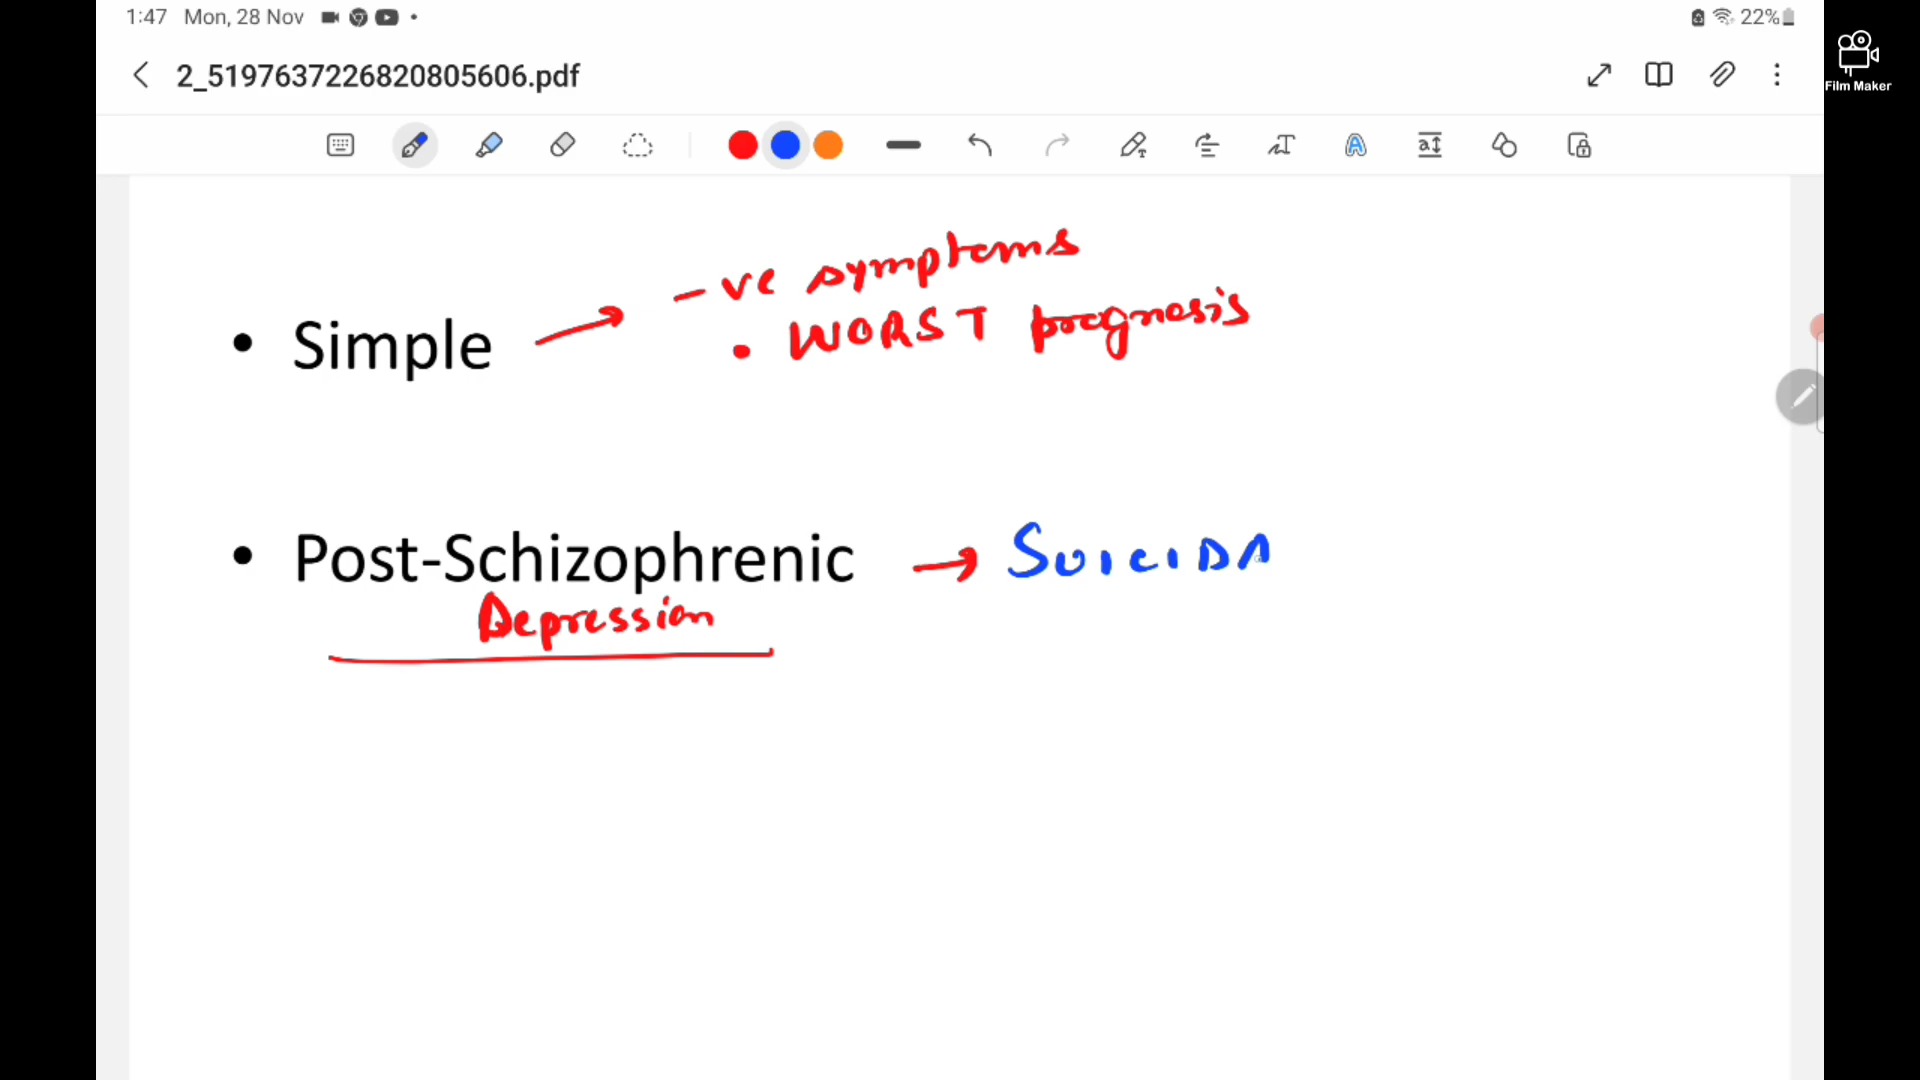 1:47 Mon, 28 Nov 22%
Film Maker
2_5197637226820805606.pdf
-ve symptoms
• Simple → • WORST prognosis
• Post-Schizophrenic → SUICIDA
Depression